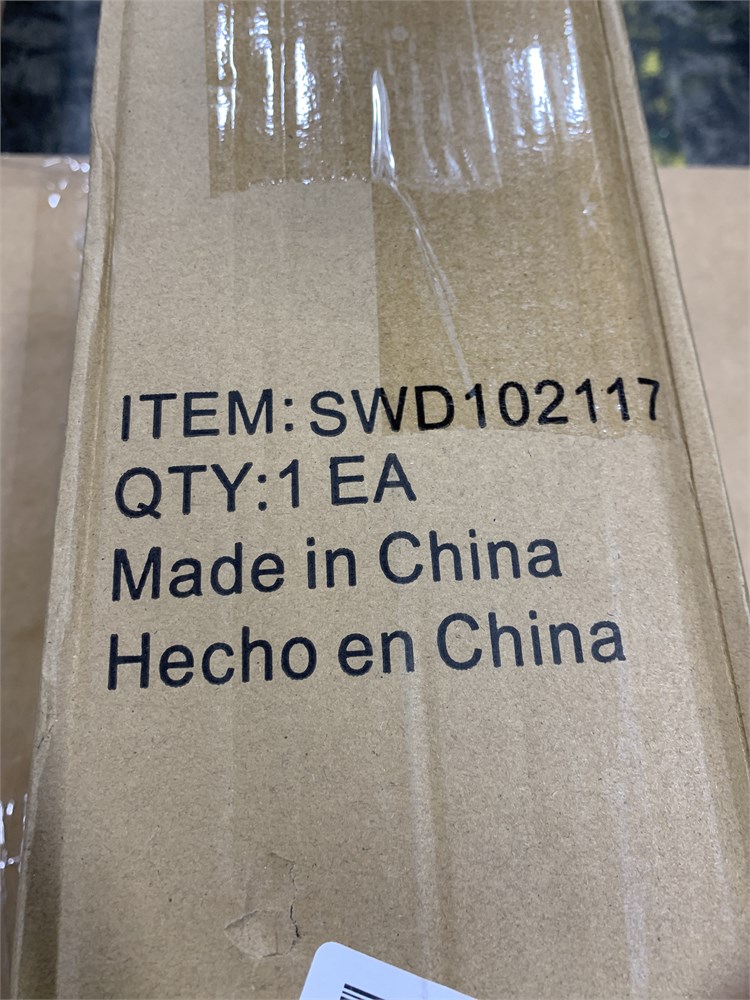 ITEM: SWD102117
QTY:1 EA
Made in China
Hecho en China